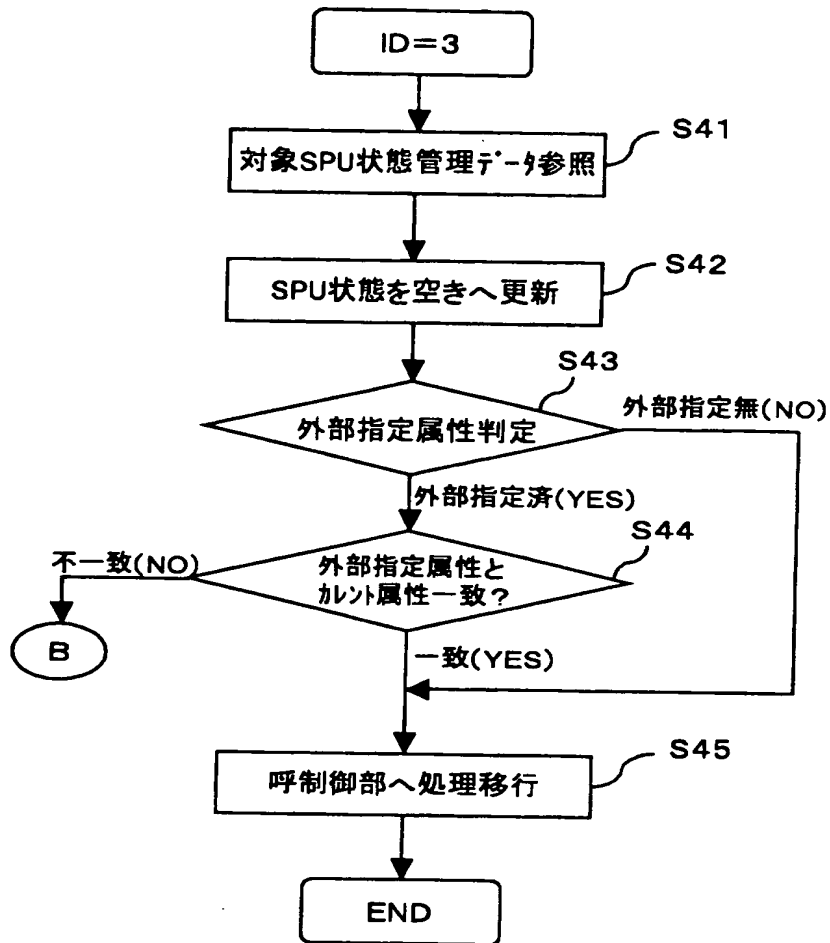 ID=3
S41
対象SPU状態管理ﾃﾞｰﾀ参照
S42
SPU状態を空きへ更新
S43
外部指定無(NO)
外部指定属性判定
外部指定済(YES)
S44
不一致(NO)
外部指定属性と
ｶﾚﾝﾄ属性一致？
B
一致(YES)
S45
呼制御部へ処理移行
END